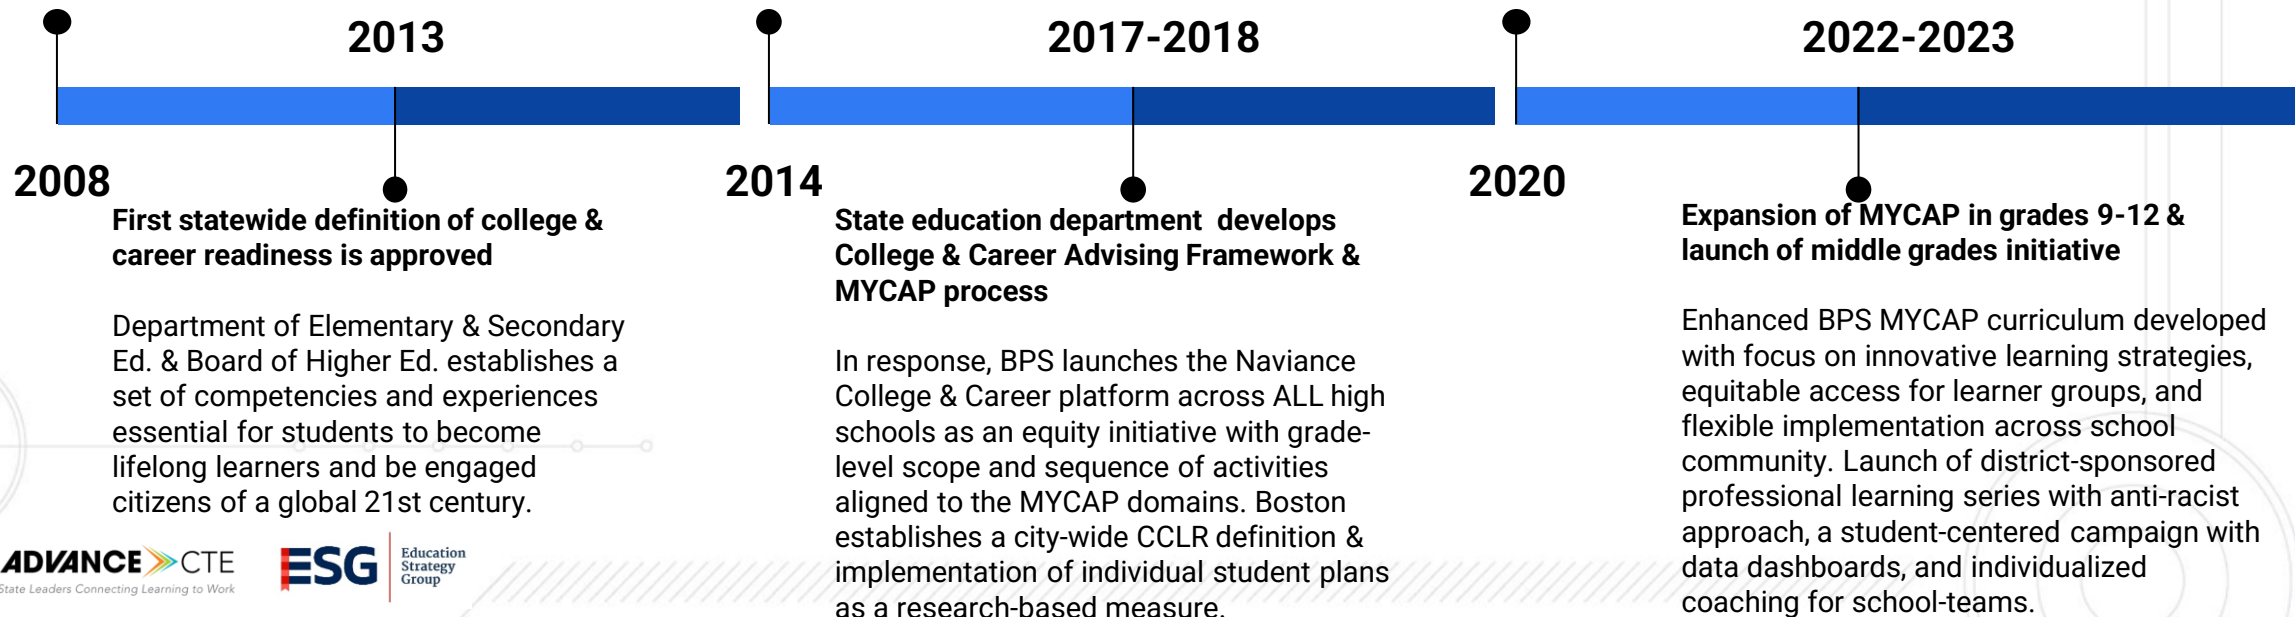 2013
2017-2018
2022-2023
2008
2014
2020
First statewide definition of college &
career readiness is approved
Department of Elementary & Secondary
Ed. & Board of Higher Ed. establishes a
set of competencies and experiences
essential for students to become
lifelong learners and be engaged
citizens of a global 21st century.
State education department  develops
College & Career Advising Framework &
MYCAP process
In response, BPS launches the Naviance
College & Career platform across ALL high
schools as an equity initiative with grade-
level scope and sequence of activities
aligned to the MYCAP domains. Boston
establishes a city-wide CCLR definition &
implementation of individual student plans
as a research-based measure.
Expansion of MYCAP in grades 9-12 &
launch of middle grades initiative
Enhanced BPS MYCAP curriculum developed
with focus on innovative learning strategies,
equitable access for learner groups, and
flexible implementation across school
community. Launch of district-sponsored
professional learning series with anti-racist
approach, a student-centered campaign with
data dashboards, and individualized
coaching for school-teams.
ADVANCE CTE
State Leaders Connecting Learning to Work
ESG
Education
Strategy
Group